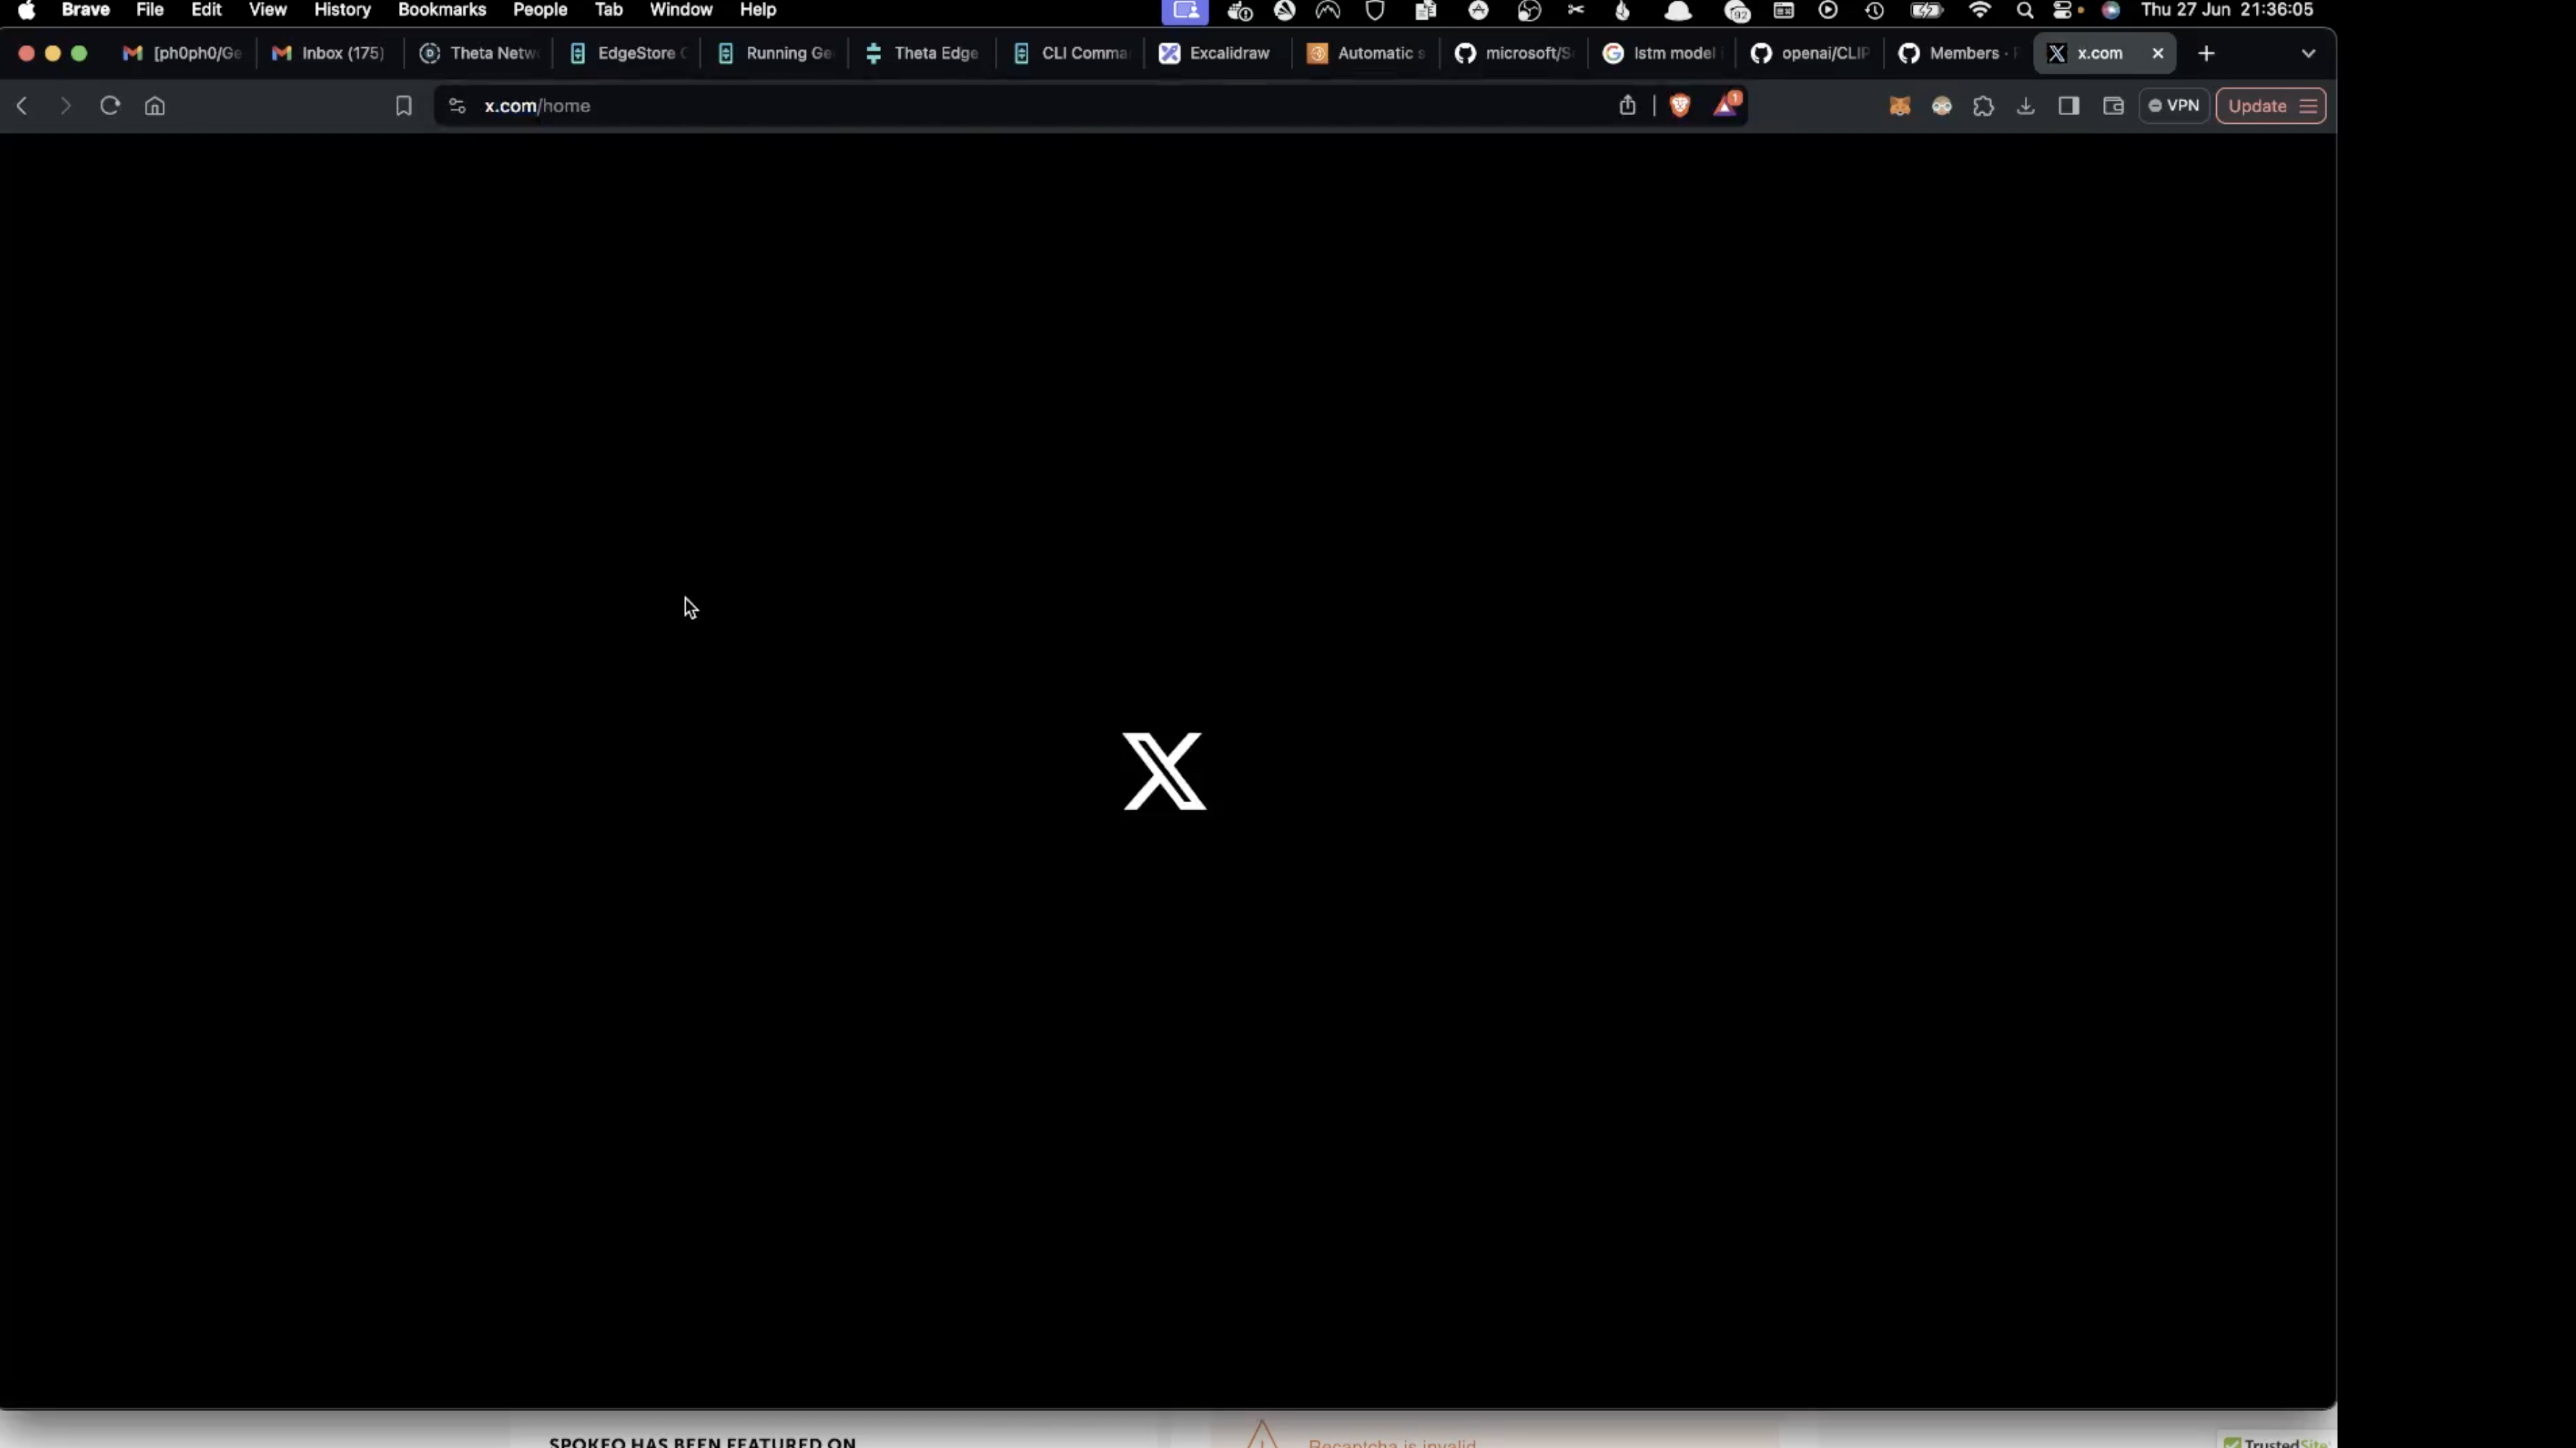 Brave File Edit View History Bookmarks People Tab Window Help 92 Thu 27 Jun 21:36:05
[ph0ph0/Ge Inbox (175) Theta Netw EdgeStore C Running Ge Theta Edge CLI Comma Excalidraw Automatic s microsoft/S lstm model openai/CLIP Members · x.com
x.com/home 1 VPN Update
X
SPOKEO HAS BEEN FEATURED ON Recaptcha is invalid TrustedSite